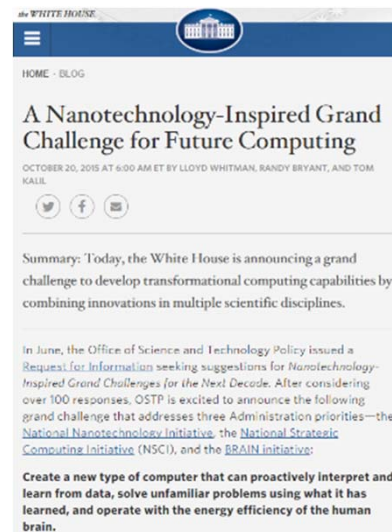 the WHITE HOUSE
HOME · BLOG
A Nanotechnology-Inspired Grand
Challenge for Future Computing
OCTOBER 20, 2015 AT 6:00 AM ET BY LLOYD WHITMAN, RANDY BRYANT, AND TOM
KALIL
Summary: Today, the White House is announcing a grand
challenge to develop transformational computing capabilities by
combining innovations in multiple scientific disciplines.
In June, the Office of Science and Technology Policy issued a
Request for Information seeking suggestions for Nanotechnology-
Inspired Grand Challenges for the Next Decade. After considering
over 100 responses, OSTP is excited to announce the following
grand challenge that addresses three Administration priorities—the
National Nanotechnology Initiative, the National Strategic
Computing Initiative (NSCI), and the BRAIN initiative:
Create a new type of computer that can proactively interpret and
learn from data, solve unfamiliar problems using what it has
learned, and operate with the energy efficiency of the human
brain.